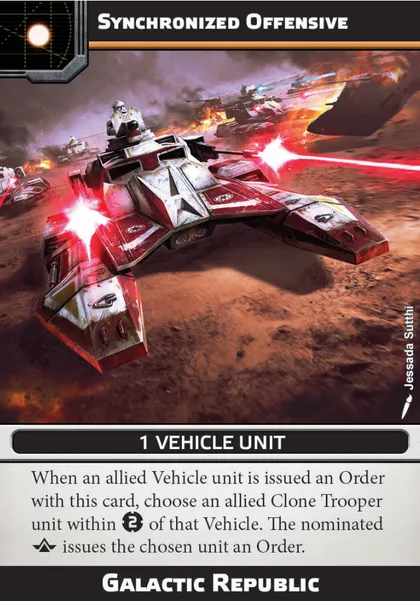 Synchronized Offensive
Jessada Sutthi
1 VEHICLE UNIT
When an allied Vehicle unit is issued an Order
with this card, choose an allied Clone Trooper
unit within 2 of that Vehicle. The nominated
issues the chosen unit an Order.
Galactic Republic